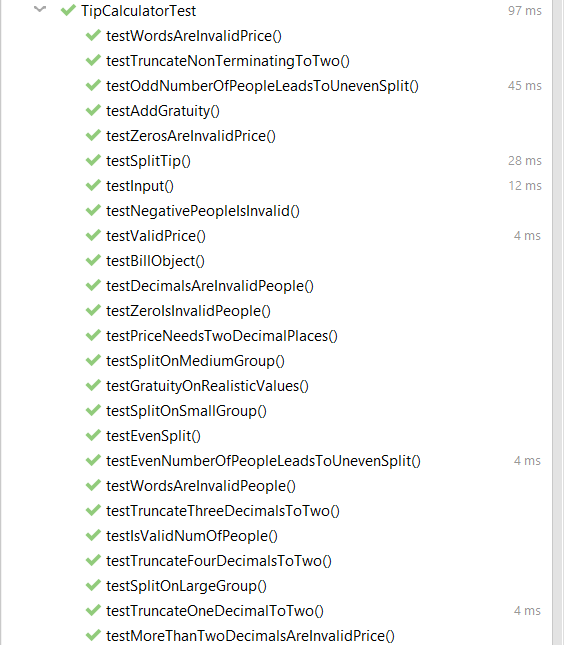 TipCalculatorTest 97 ms
testWordsAreInvalidPrice()
testTruncateNonTerminatingToTwo()
testOddNumberOfPeopleLeadsToUnevenSplit() 45 ms
testAddGratuity()
testZerosAreInvalidPrice()
testSplitTip() 28 ms
testInput() 12 ms
testNegativePeopleIsInvalid()
testValidPrice() 4 ms
testBillObject()
testDecimalsAreInvalidPeople()
testZeroIsInvalidPeople()
testPriceNeedsTwoDecimalPlaces()
testSplitOnMediumGroup()
testGratuityOnRealisticValues()
testSplitOnSmallGroup()
testEvenSplit()
testEvenNumberOfPeopleLeadsToUnevenSplit() 4 ms
testWordsAreInvalidPeople()
testTruncateThreeDecimalsToTwo()
testIsValidNumOfPeople()
testTruncateFourDecimalsToTwo()
testSplitOnLargeGroup()
testTruncateOneDecimalToTwo() 4 ms
testMoreThanTwoDecimalsAreInvalidPrice()